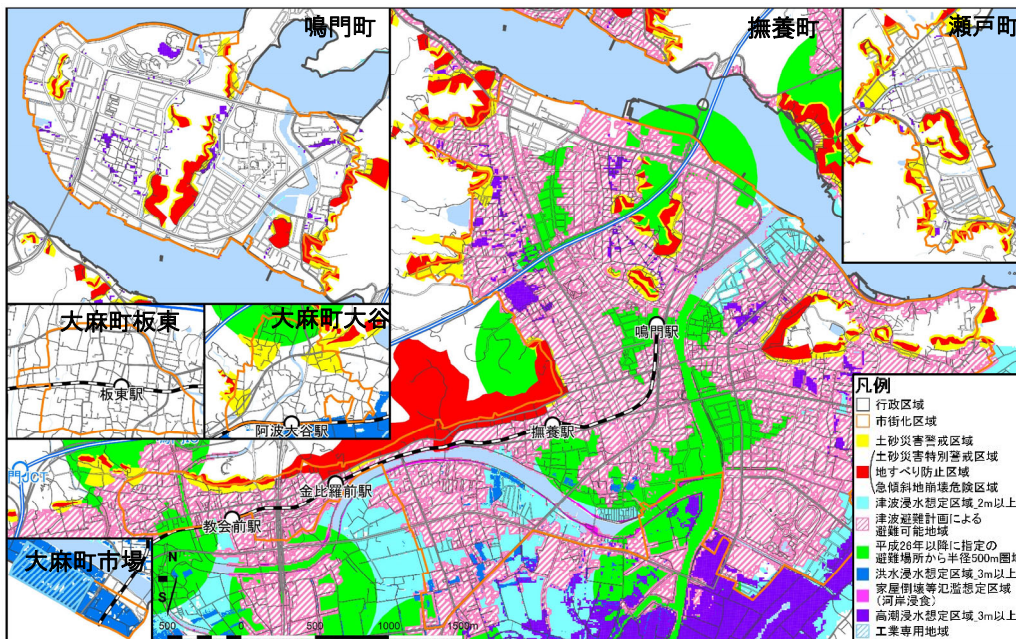 鳴門町
撫養町
瀬戸町
大麻町板東
大麻町大谷
板東駅
阿波大谷駅
鳴門駅
撫養駅
金比羅前駅
教会前駅
門JCT
大麻町市場
N
S
500 0 500 1000 1500m
凡例
行政区域
市街化区域
土砂災害警戒区域
土砂災害特別警戒区域
地すべり防止区域
急傾斜地崩壊危険区域
津波浸水想定区域_2m以上
津波避難計画による
避難可能地域
平成26年以降に指定の
避難場所から半径500m圏域
洪水浸水想定区域_3m以上
家屋倒壊等氾濫想定区域
(河岸浸食)
高潮浸水想定区域_3m以上
工業専用地域